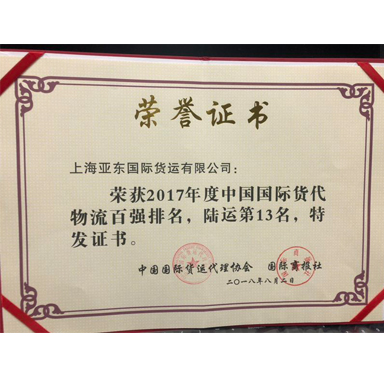 荣誉证书
上海亚东国际货运有限公司：
荣获2017年度中国国际货代
物流百强排名，陆运第13名，特
发证书。
中国国际货运代理协会 国际商报社
二〇一八年八月二日